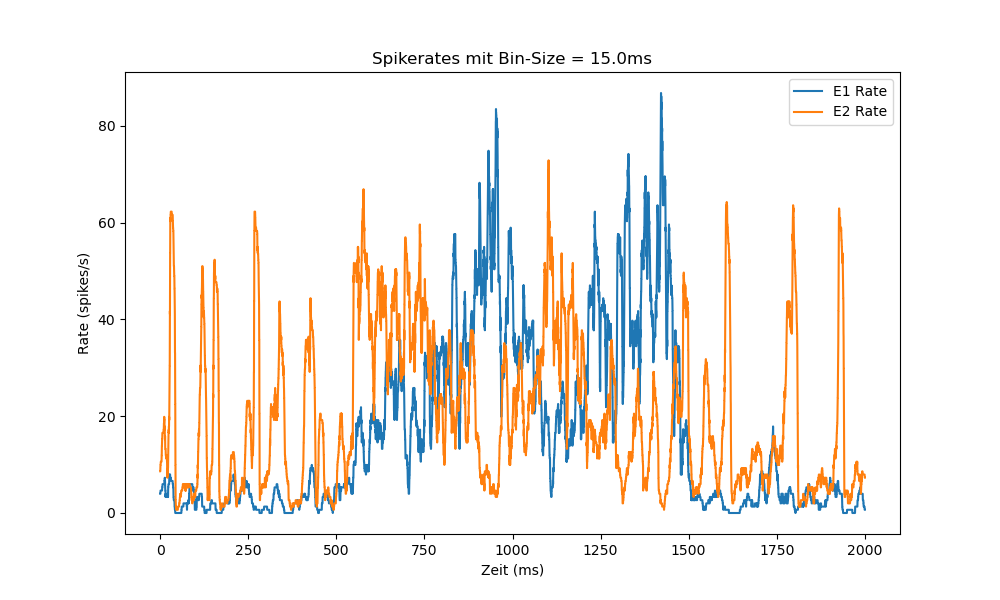 Spikerates mit Bin-Size = 15.0ms
E1 Rate
E2 Rate
Rate (spikes/s)
80
60
40
20
0
0 250 500 750 1000 1250 1500 1750 2000
Zeit (ms)